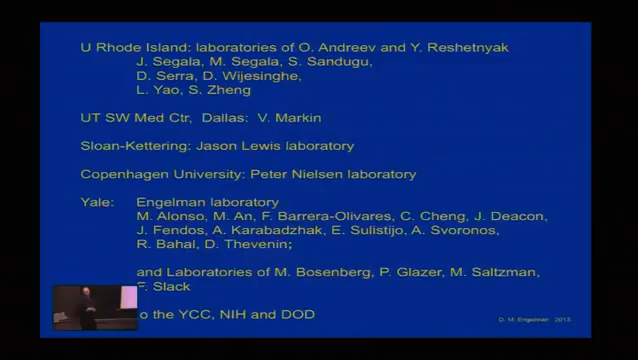 U Rhode Island: laboratories of O. Andreev and Y. Reshetnyak
J. Segala, M. Segala, S. Sandugu,
D. Serra, D. Wijesinghe,
L. Yao, S. Zheng
UT SW Med Ctr, Dallas: V. Markin
Sloan-Kettering: Jason Lewis laboratory
Copenhagen University: Peter Nielsen laboratory
Yale: Engelman laboratory
M. Alonso, M. An, F. Barrera-Olivares, C. Cheng, J. Deacon,
J. Fendos, A. Karabadzhak, E. Sulistijo, A. Svoronos,
R. Bahal, D. Thevenin;
and Laboratories of M. Bosenberg, P. Glazer, M. Saltzman,
F. Slack
o the YCC, NIH and DOD
D. M. Engelman 2013